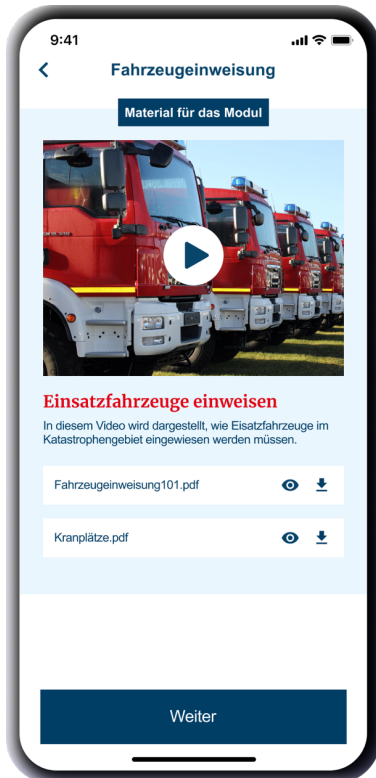 9:41
Fahrzeugeinweisung
Material für das Modul
Einsatzfahrzeuge einweisen
In diesem Video wird dargestellt, wie Eisatzfahrzeuge im
Katastrophengebiet eingewiesen werden müssen.
Fahrzeugeinweisung101.pdf
Kranplätze.pdf
Weiter